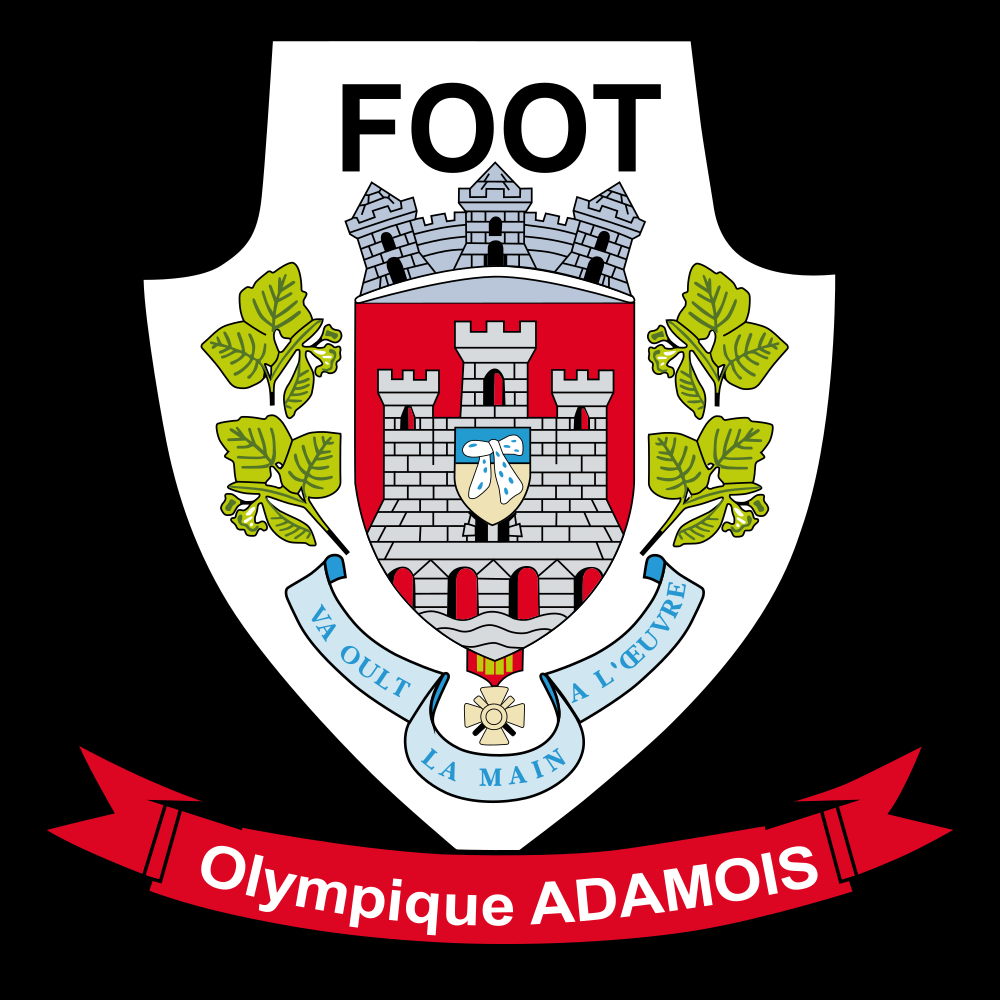 FOOT
VA OULT
LA MAIN
A L'ŒUVRE
Olympique ADAMOIS